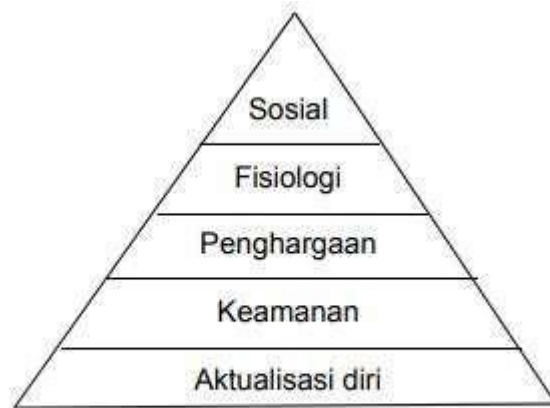 Sosial
Fisiologi
Penghargaan
Keamanan
Aktualisasi diri